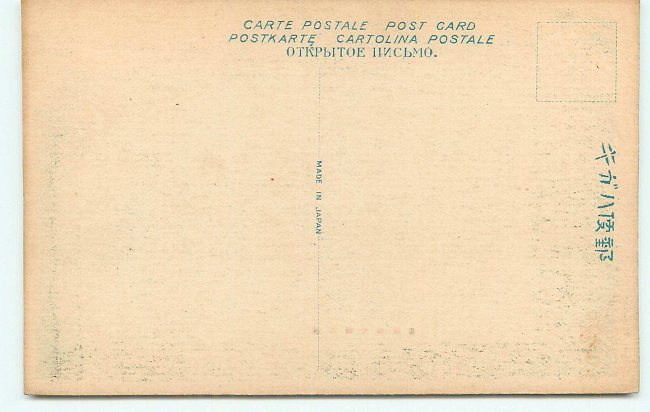 CARTE POSTALE POST CARD
POSTKARTE CARTOLINA POSTALE
ОТКРЫТОЕ ПИСЬМО.
MADE IN JAPAN
郵便ハガキ